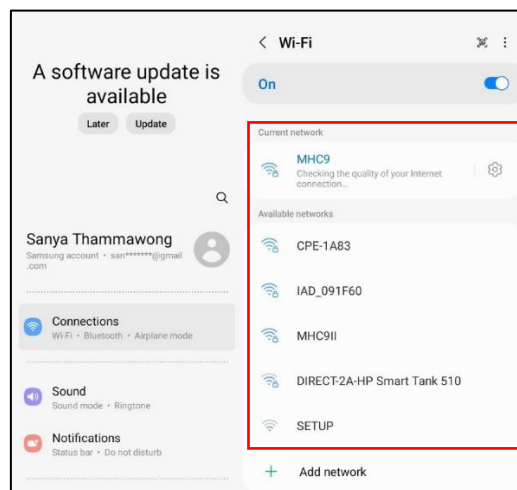 A software update is
available
Later Update
Sanya Thammawong
Samsung account • san*******@gmail
.com
Connections
Wi-Fi • Bluetooth • Airplane mode
Sound
Sound mode • Ringtone
Notifications
Status bar • Do not disturb
Wi-Fi
On
Current network
MHC9
Checking the quality of your Internet
connection...
Available networks
CPE-1A83
IAD_091F60
MHC9II
DIRECT-2A-HP Smart Tank 510
SETUP
Add network